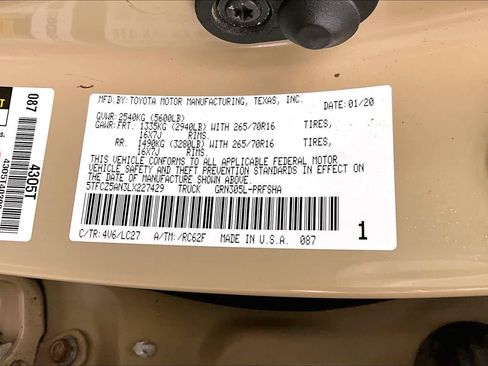 MFD. BY: TOYOTA MOTOR MANUFACTURING, TEXAS, INC.
DATE: 01/20
GVWR: 2540KG (5600LB)
GAWR: FRT. 1335KG (2940LB) WITH 265/70R16 TIRES,
16X7J RIMS.
RR. 1490KG (3280LB) WITH 265/70R16 TIRES,
16X7J RIMS.
THIS VEHICLE CONFORMS TO ALL APPLICABLE FEDERAL MOTOR
VEHICLE SAFETY AND THEFT PREVENTION STANDARDS IN EFFECT ON
THE DATE OF MANUFACTURE SHOWN ABOVE.
5TFCZ5AN3LX227429 TRUCK GRN305L-PRFSHA
C/TR: 4V6/LC27 A/TM: /RC62F MADE IN U.S.A. 087
1
087
4305T